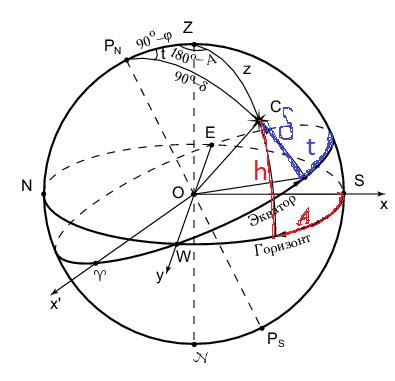 Z
P_N
90°–φ
t
180°–A
90°–δ
z
C
δ
E
t
h
N
O
S
x
Экватор
A
Горизонт
W
♈
y
x'
P_S
𝒩